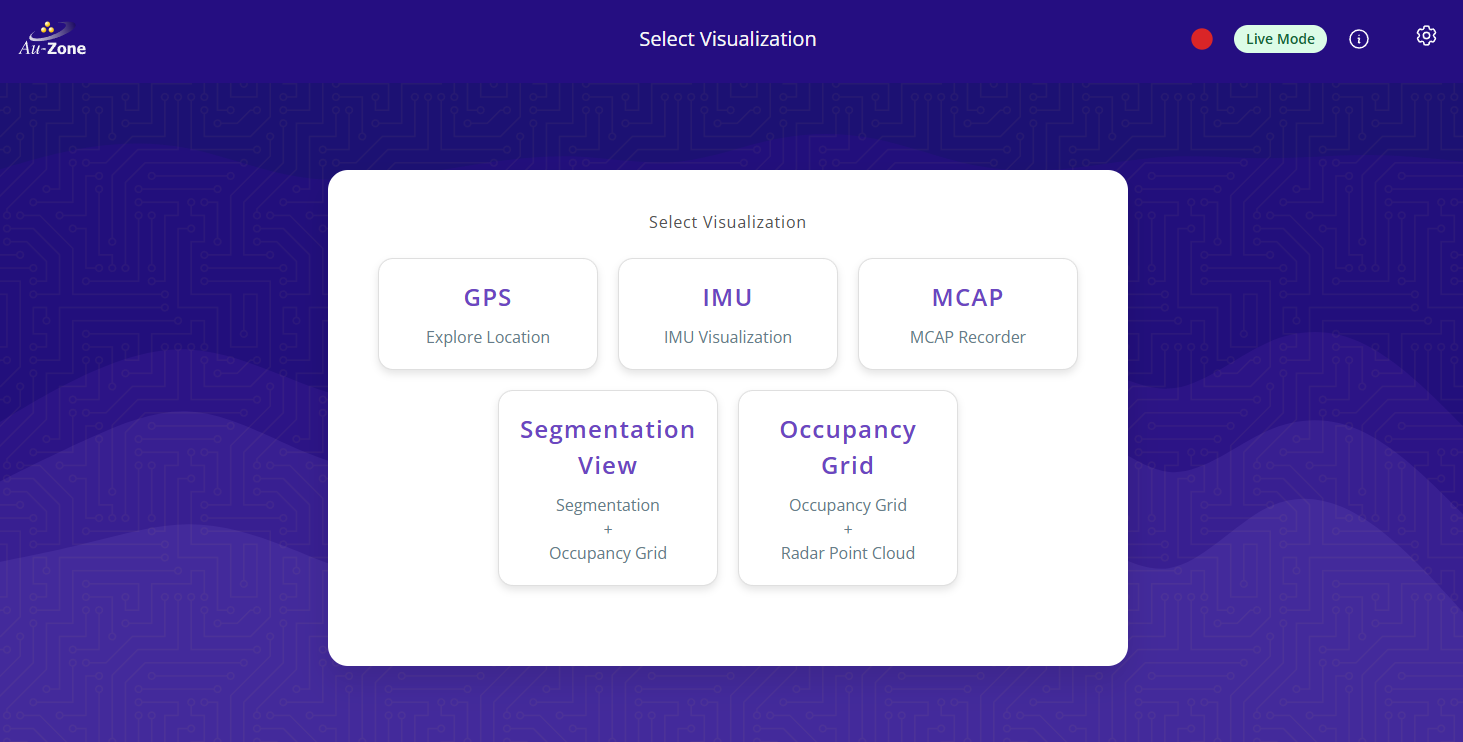 Au-Zone
Select Visualization
Live Mode
Select Visualization
GPS
Explore Location
IMU
IMU Visualization
MCAP
MCAP Recorder
Segmentation
View
Segmentation
+
Occupancy Grid
Occupancy
Grid
Occupancy Grid
+
Radar Point Cloud